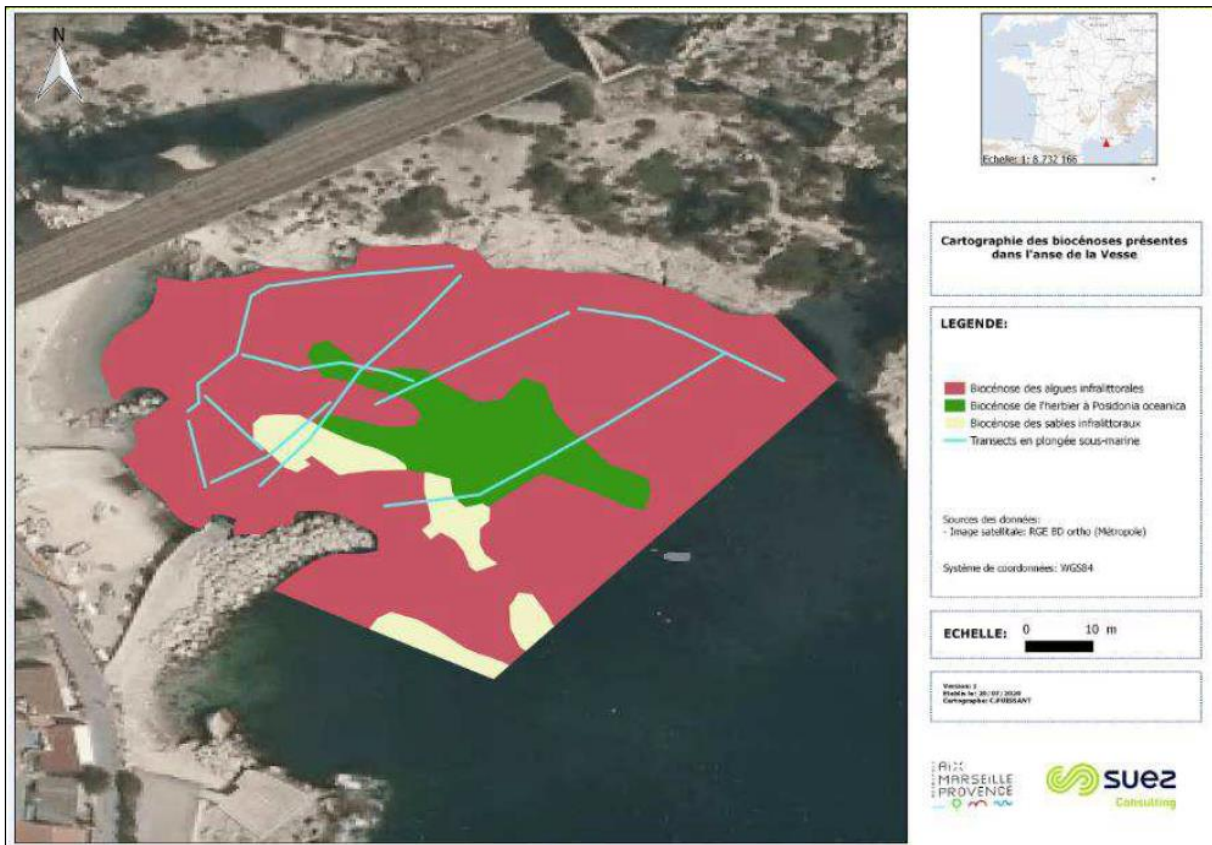 N
Echelle: 1: 8 732 166
Cartographie des biocénoses présentes
dans l'anse de la Vesse
LEGENDE:
Biocénose des algues infralittorales
Biocénose de l'herbier à Posidonia oceanica
Biocénose des sables infralittoraux
Transects en plongée sous-marine
Sources des données:
- Image satellitale: RGE BD ortho (Métropole)
Système de coordonnées: WGS84
ECHELLE: 0 10 m
Cartographe: C.PUISSANT
AIX
MARSEILLE
PROVENCE
suez
Consulting